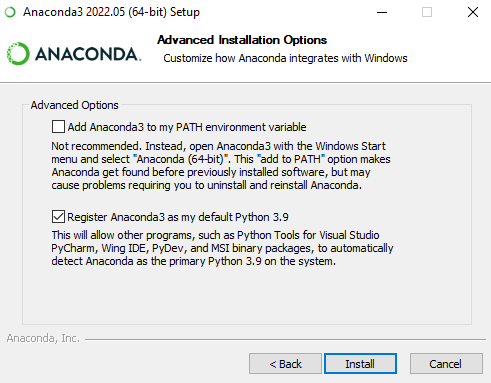 Anaconda3 2022.05 (64-bit) Setup
ANACONDA.
Advanced Installation Options
Customize how Anaconda integrates with Windows
Advanced Options
Add Anaconda3 to my PATH environment variable
Not recommended. Instead, open Anaconda3 with the Windows Start
menu and select "Anaconda (64-bit)". This "add to PATH" option makes
Anaconda get found before previously installed software, but may
cause problems requiring you to uninstall and reinstall Anaconda.
Register Anaconda3 as my default Python 3.9
This will allow other programs, such as Python Tools for Visual Studio
PyCharm, Wing IDE, PyDev, and MSI binary packages, to automatically
detect Anaconda as the primary Python 3.9 on the system.
Anaconda, Inc.
< Back
Install
Cancel